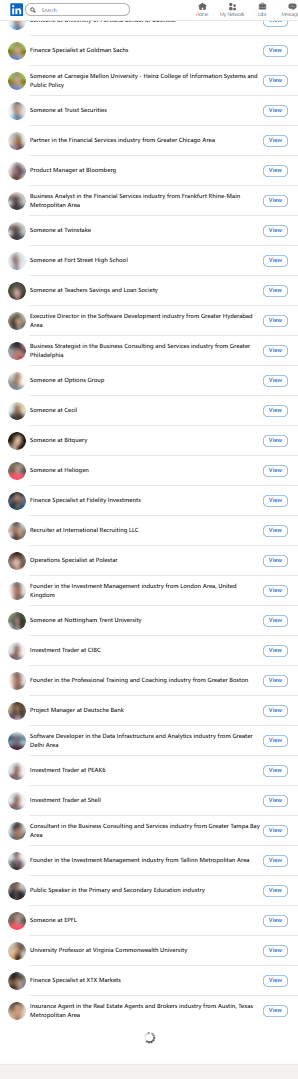 in
Search
Home
My Network
Jobs
View
Finance Specialist at Goldman Sachs
View
Someone at Carnegie Mellon University - Heinz College of Information Systems and
Public Policy
View
Someone at Truist Securities
View
Partner in the Financial Services industry from Greater Chicago Area
View
Product Manager at Bloomberg
View
Business Analyst in the Financial Services industry from Frankfurt Rhine-Main
Metropolitan Area
View
Someone at Twinstake
View
Someone at Fort Street High School
View
Someone at Teachers Savings and Loan Society
View
Executive Director in the Software Development industry from Greater Hyderabad
Area
View
Business Strategist in the Business Consulting and Services industry from Greater
Philadelphia
View
Someone at Options Group
View
Someone at Cecil
View
Someone at Bitquery
View
Someone at Heliogen
View
Finance Specialist at Fidelity Investments
View
Recruiter at International Recruiting LLC
View
Operations Specialist at Polestar
View
Founder in the Investment Management industry from London Area, United
Kingdom
View
Someone at Nottingham Trent University
View
Investment Trader at CIBC
View
Founder in the Professional Training and Coaching industry from Greater Boston
View
Project Manager at Deutsche Bank
View
Software Developer in the Data Infrastructure and Analytics industry from Greater
Delhi Area
View
Investment Trader at PEAK6
View
Investment Trader at Shell
View
Consultant in the Business Consulting and Services industry from Greater Tampa Bay
Area
View
Founder in the Investment Management industry from Tallinn Metropolitan Area
View
Public Speaker in the Primary and Secondary Education industry
View
Someone at EPFL
View
University Professor at Virginia Commonwealth University
View
Finance Specialist at XTX Markets
View
Insurance Agent in the Real Estate Agents and Brokers industry from Austin, Texas
Metropolitan Area
View